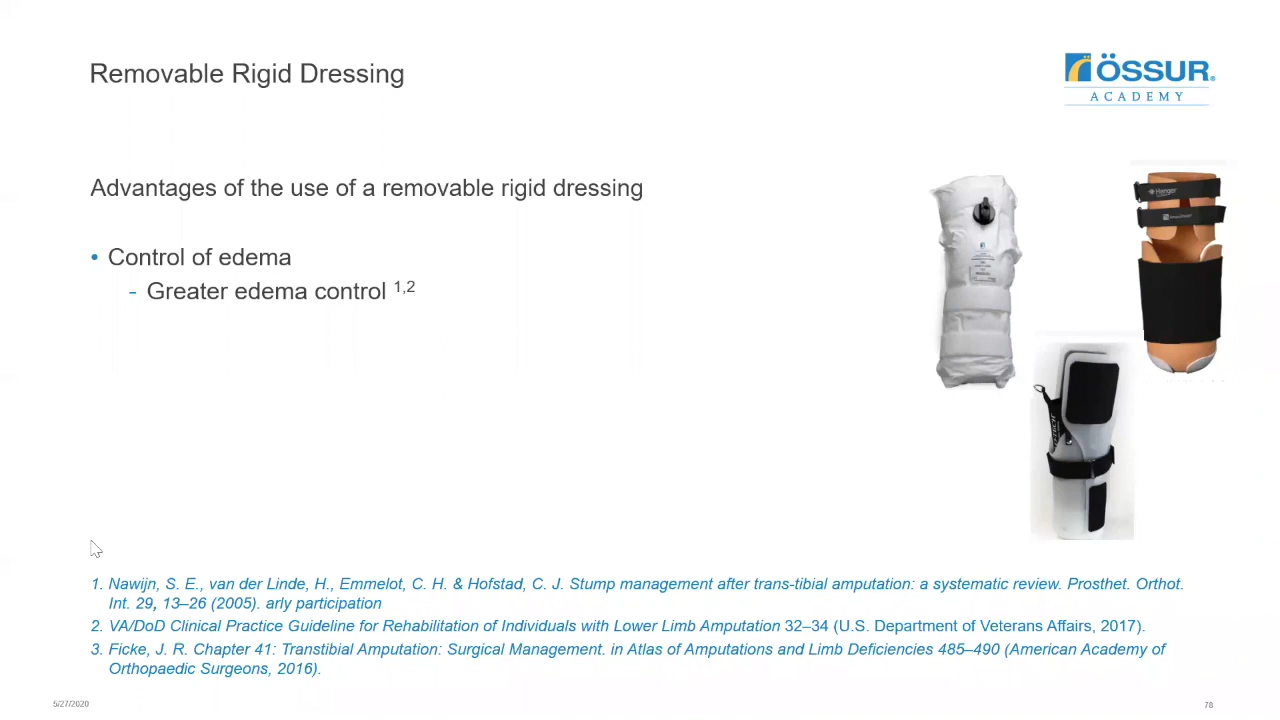 Removable Rigid Dressing
ÖSSUR®
ACADEMY
Advantages of the use of a removable rigid dressing
• Control of edema
- Greater edema control 1,2
Hanger
1. Nawijn, S. E., van der Linde, H., Emmelot, C. H. & Hofstad, C. J. Stump management after trans-tibial amputation: a systematic review. Prosthet. Orthot.
Int. 29, 13–26 (2005). arly participation
2. VA/DoD Clinical Practice Guideline for Rehabilitation of Individuals with Lower Limb Amputation 32–34 (U.S. Department of Veterans Affairs, 2017).
3. Ficke, J. R. Chapter 41: Transtibial Amputation: Surgical Management. in Atlas of Amputations and Limb Deficiencies 485–490 (American Academy of
Orthopaedic Surgeons, 2016).
5/27/2020
78